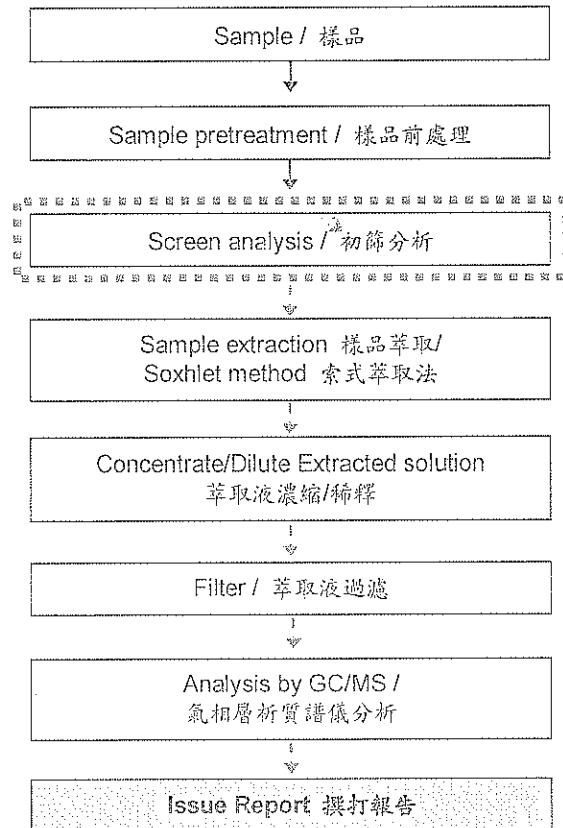 Sample / 樣品
Sample pretreatment / 樣品前處理
Screen analysis / 初篩分析
Sample extraction 樣品萃取/
Soxhlet method 索式萃取法
Concentrate/Dilute Extracted solution
萃取液濃縮/稀釋
Filter / 萃取液過濾
Analysis by GC/MS /
氣相層析質譜儀分析
Issue Report 撰打報告